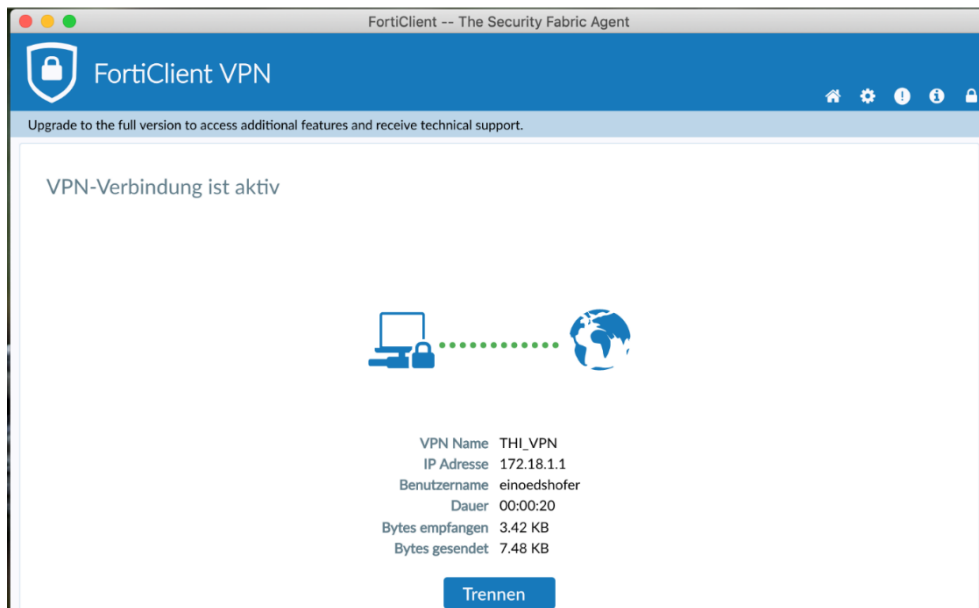 FortiClient -- The Security Fabric Agent
FortiClient VPN
Upgrade to the full version to access additional features and receive technical support.
VPN-Verbindung ist aktiv
VPN Name THI_VPN
IP Adresse 172.18.1.1
Benutzername einoedshofer
Dauer 00:00:20
Bytes empfangen 3.42 KB
Bytes gesendet 7.48 KB
Trennen